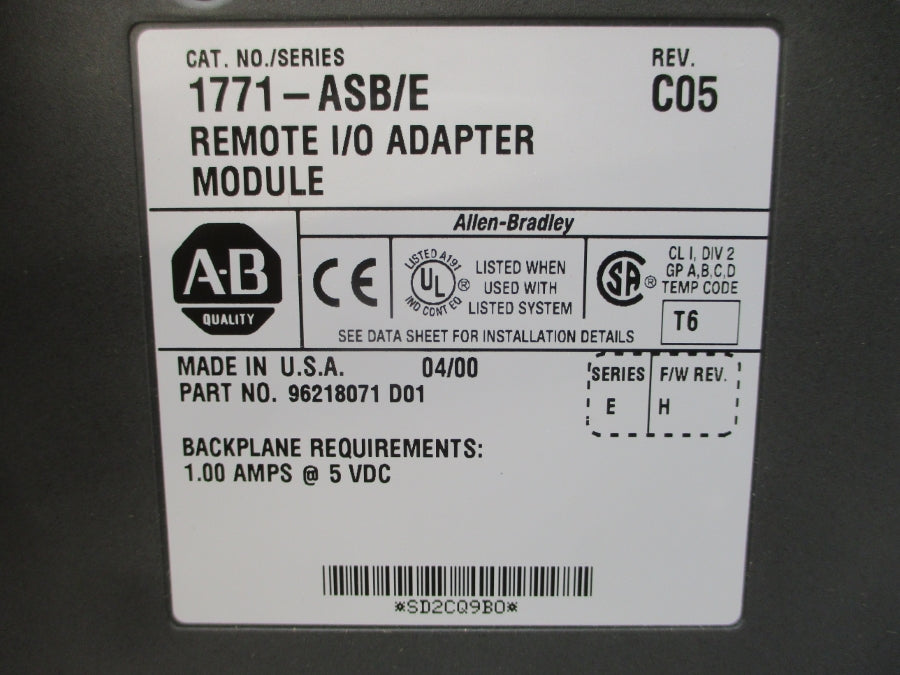 CAT. NO./SERIES REV.
1771-ASB/E C05
REMOTE I/O ADAPTER
MODULE
Allen-Bradley
A·B
QUALITY
CE
LISTED A191
UL ®
IND CONT EQ
LISTED WHEN
USED WITH
LISTED SYSTEM
SA ®
CL I, DIV 2
GP A,B,C,D
TEMP CODE
T6
SEE DATA SHEET FOR INSTALLATION DETAILS
MADE IN U.S.A. 04/00
PART NO. 96218071 D01
SERIES F/W REV.
E H
BACKPLANE REQUIREMENTS:
1.00 AMPS @ 5 VDC
*SD2CQ9B0*